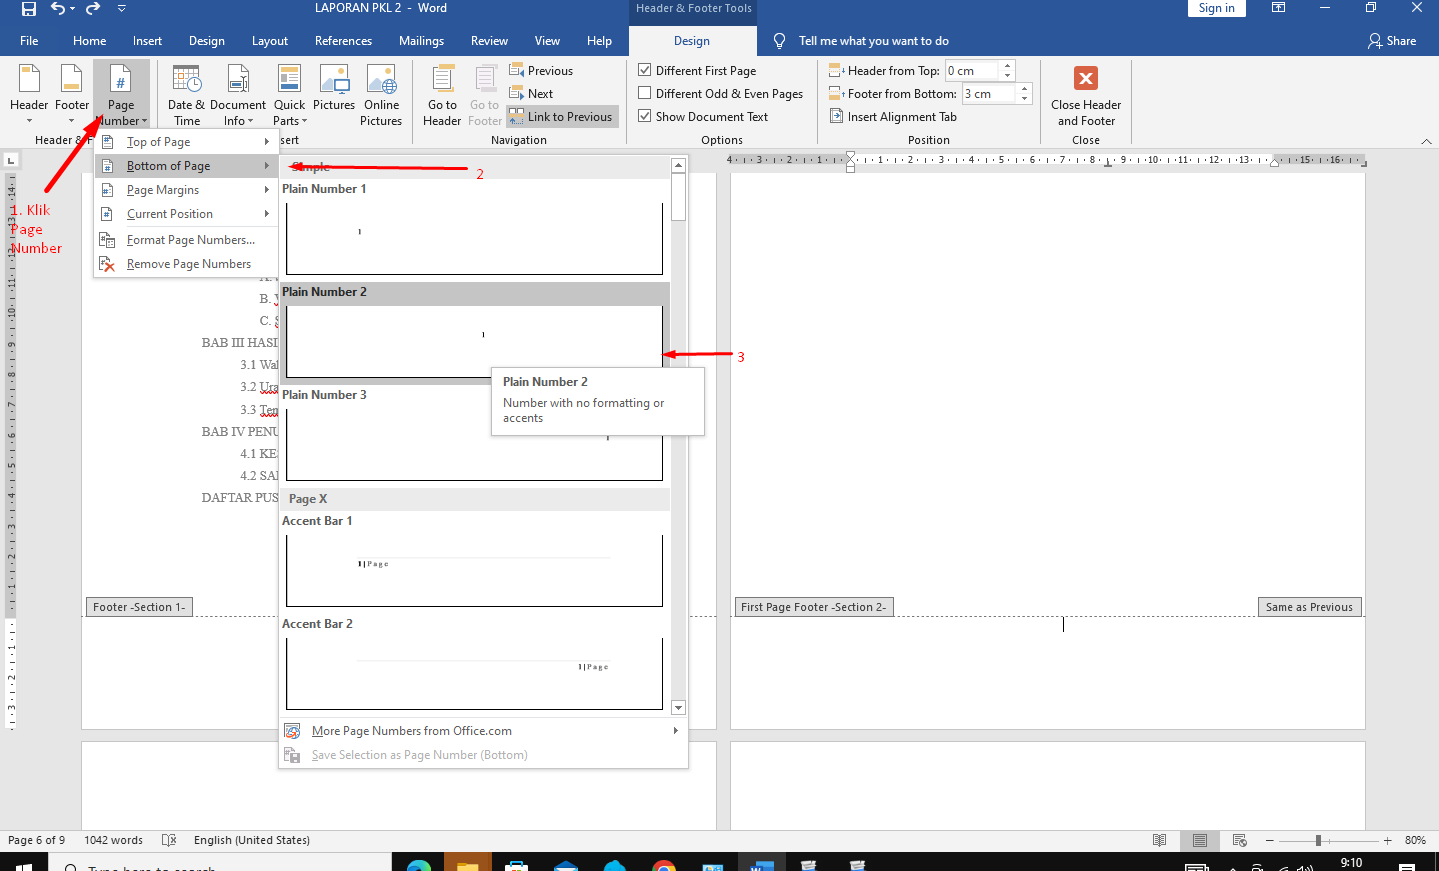 LAPORAN PKL 2 - Word
Header & Footer Tools
Sign in
File
Home
Insert
Design
Layout
References
Mailings
Review
View
Help
Design
Tell me what you want to do
Share
Header
Footer
Page
Number
Date &
Time
Document
Info
Quick
Parts
Pictures
Online
Pictures
Go to
Header
Go to
Footer
Previous
Next
Link to Previous
Different First Page
Different Odd & Even Pages
Show Document Text
Header from Top: 0 cm
Footer from Bottom: 3 cm
Insert Alignment Tab
Close Header
and Footer
Header & F
sert
Navigation
Options
Position
Close
Top of Page
Bottom of Page
Page Margins
Current Position
Format Page Numbers...
Remove Page Numbers
1. Klik
Page
Number
2
3
Simple
Plain Number 1
1
Plain Number 2
1
Plain Number 2
Number with no formatting or
accents
Plain Number 3
Page X
Accent Bar 1
1 | Page
Accent Bar 2
1 | Page
More Page Numbers from Office.com
Save Selection as Page Number (Bottom)
B.
C. S
BAB III HASI
3.1 Wal
3.2 Ura
3.3 Tem
BAB IV PENU
4.1 KES
4.2 SAI
DAFTAR PUS
Footer -Section 1-
First Page Footer -Section 2-
Same as Previous
Page 6 of 9
1042 words
English (United States)
80%
Type here to search
9:10